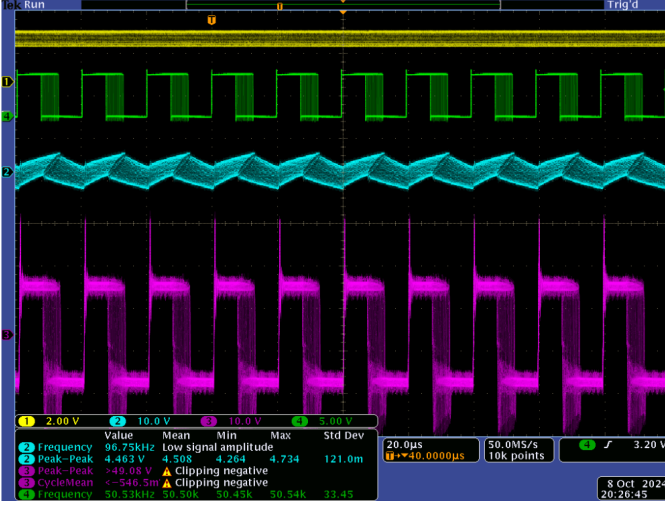 Tek Run Trig'd
T
T
1
4
2
3
1 2.00 V 2 10.0 V 3 10.0 V 4 5.00 V
Value Mean Min Max Std Dev
2 Frequency 96.75kHz Low signal amplitude
2 Peak-Peak 4.463 V 4.508 4.264 4.734 121.0m
3 Peak-Peak >49.08 V Clipping negative
3 CycleMean <-546.5m Clipping negative
4 Frequency 50.53kHz 50.50k 50.45k 50.54k 33.45
20.0µs
T→▼40.0000µs
50.0MS/s
10k points
4 3.20 V
8 Oct 2024
20:26:45